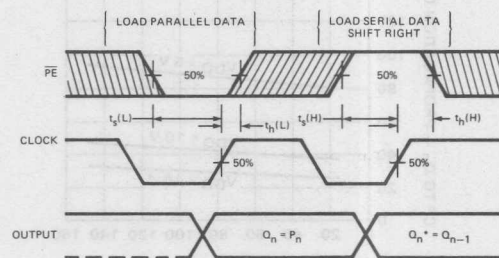 LOAD PARALLEL DATA
LOAD SERIAL DATA
SHIFT RIGHT
PE
50%
50%
ts(L)
th(L)
ts(H)
th(H)
CLOCK
50%
50%
OUTPUT
Qn = Pn
Qn+ = Qn−1